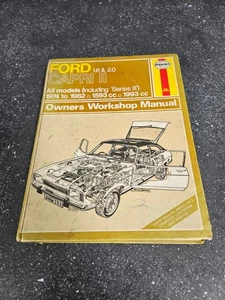 FORD 1.6 & 2.0
CAPRI II
Haynes
All models (including 'Series III')
1974 to 1982 □ 1593 cc □ 1993 cc
Owners Workshop Manual